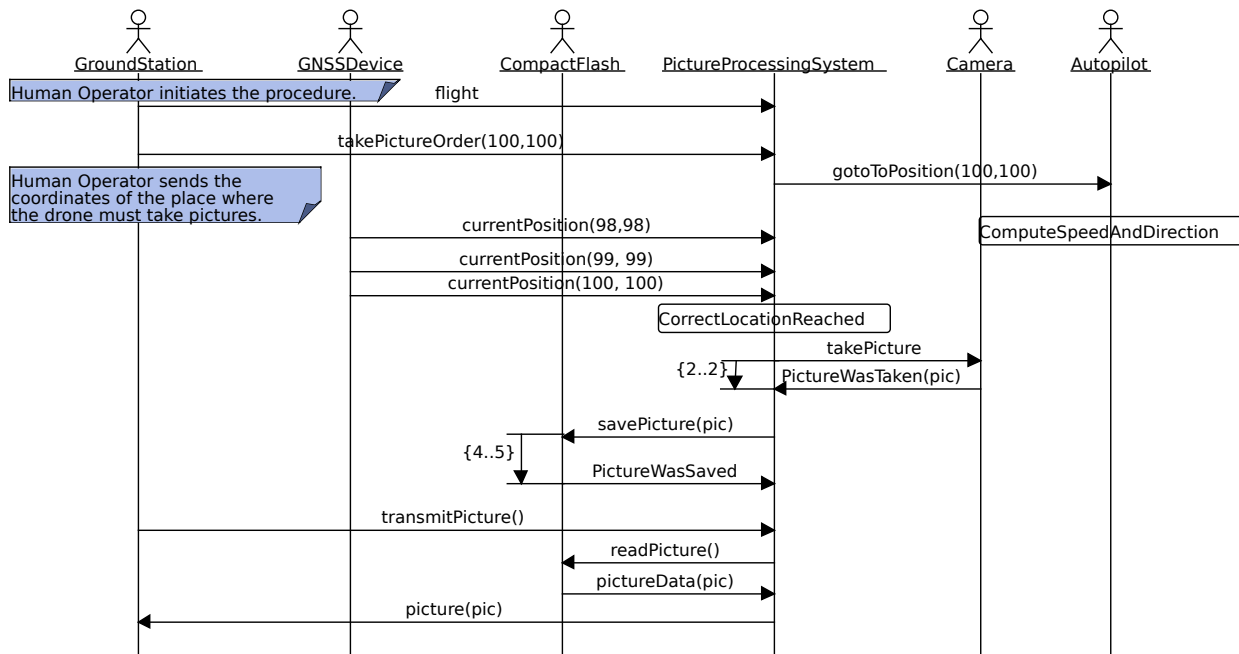 GroundStation
GNSSDevice
CompactFlash
PictureProcessingSystem
Camera
Autopilot
Human Operator initiates the procedure.
flight
takePictureOrder(100,100)
gotoToPosition(100,100)
Human Operator sends the
coordinates of the place where
the drone must take pictures.
currentPosition(98,98)
ComputeSpeedAndDirection
currentPosition(99, 99)
currentPosition(100, 100)
CorrectLocationReached
takePicture
{2..2}
PictureWasTaken(pic)
savePicture(pic)
{4..5}
PictureWasSaved
transmitPicture()
readPicture()
pictureData(pic)
picture(pic)